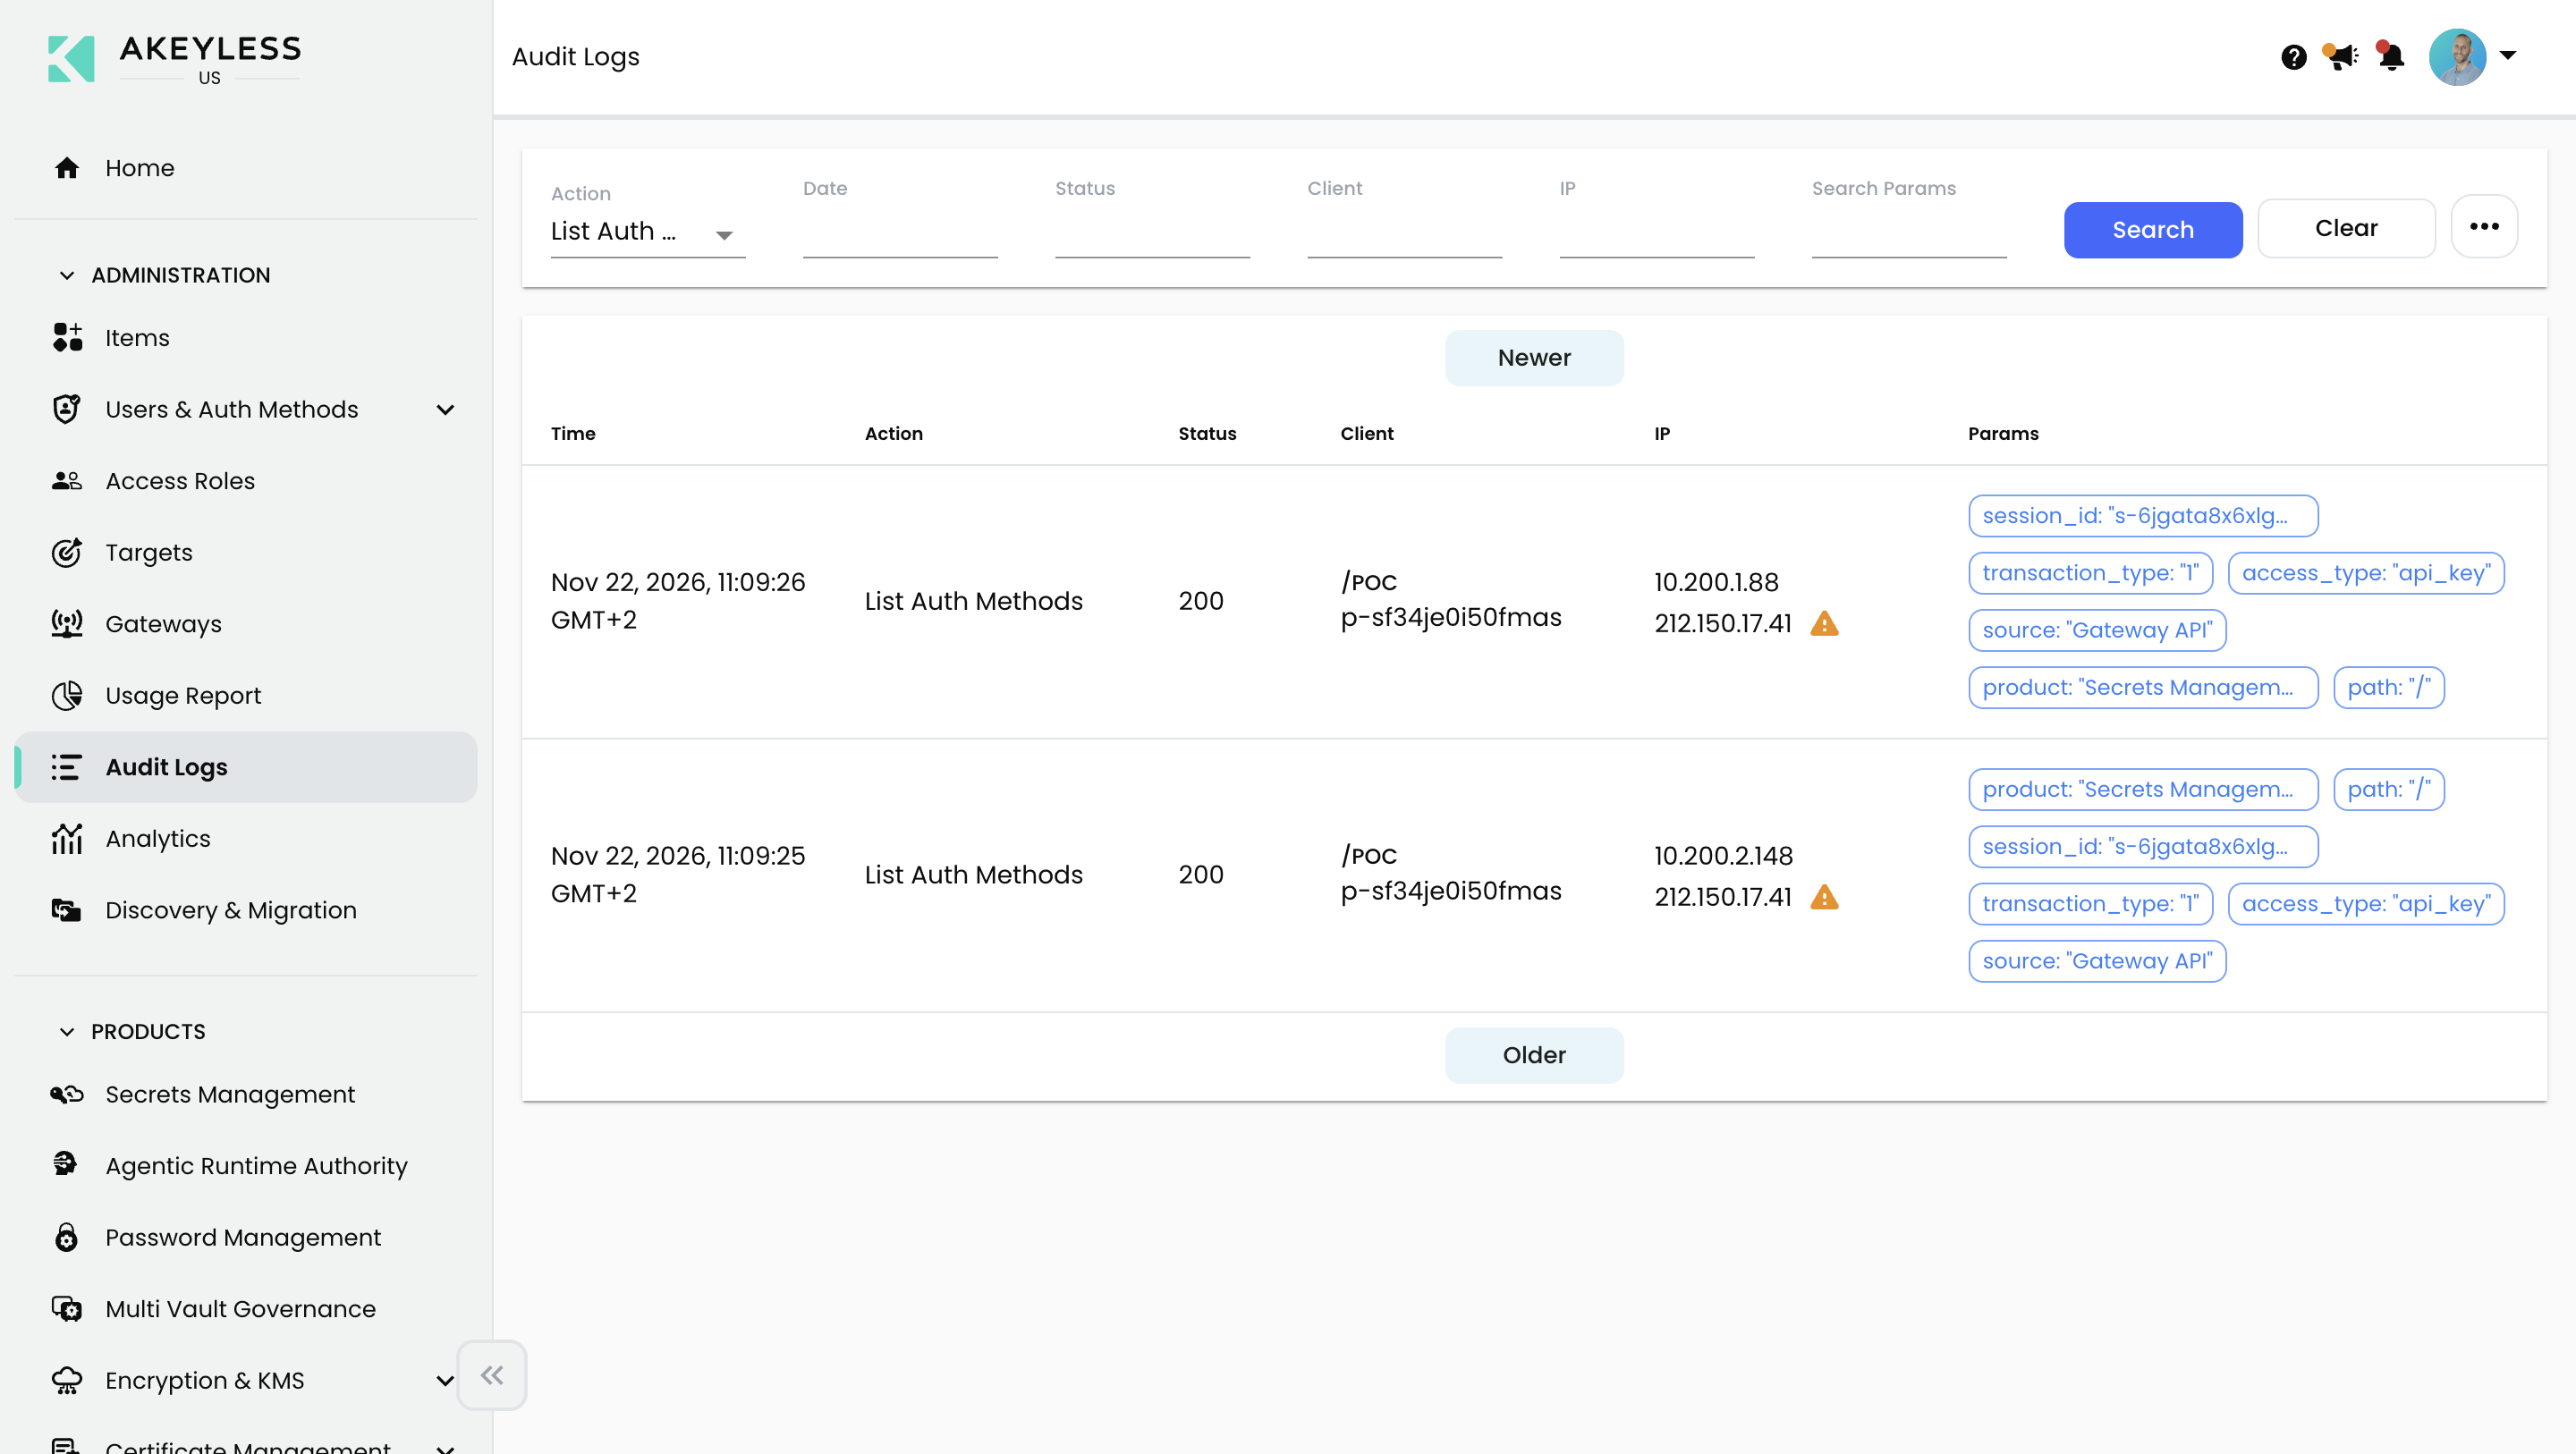 AKEYLESS
US
Home
ADMINISTRATION
Items
Users & Auth Methods
Access Roles
Targets
Gateways
Usage Report
Audit Logs
Analytics
Discovery & Migration
PRODUCTS
Secrets Management
Agentic Runtime Authority
Password Management
Multi Vault Governance
Encryption & KMS
Certificate Management
Audit Logs
Action
List Auth ...
Date
Status
Client
IP
Search Params
Search
Clear
Newer
Time Action Status Client IP Params
Nov 22, 2026, 11:09:26
GMT+2
List Auth Methods
200
/POC
p-sf34je0i50fmas
10.200.1.88
212.150.17.41
session_id: "s-6jgata8x6xlg...
transaction_type: "1" access_type: "api_key"
source: "Gateway API"
product: "Secrets Managem... path: "/"
Nov 22, 2026, 11:09:25
GMT+2
List Auth Methods
200
/POC
p-sf34je0i50fmas
10.200.2.148
212.150.17.41
product: "Secrets Managem... path: "/"
session_id: "s-6jgata8x6xlg...
transaction_type: "1" access_type: "api_key"
source: "Gateway API"
Older